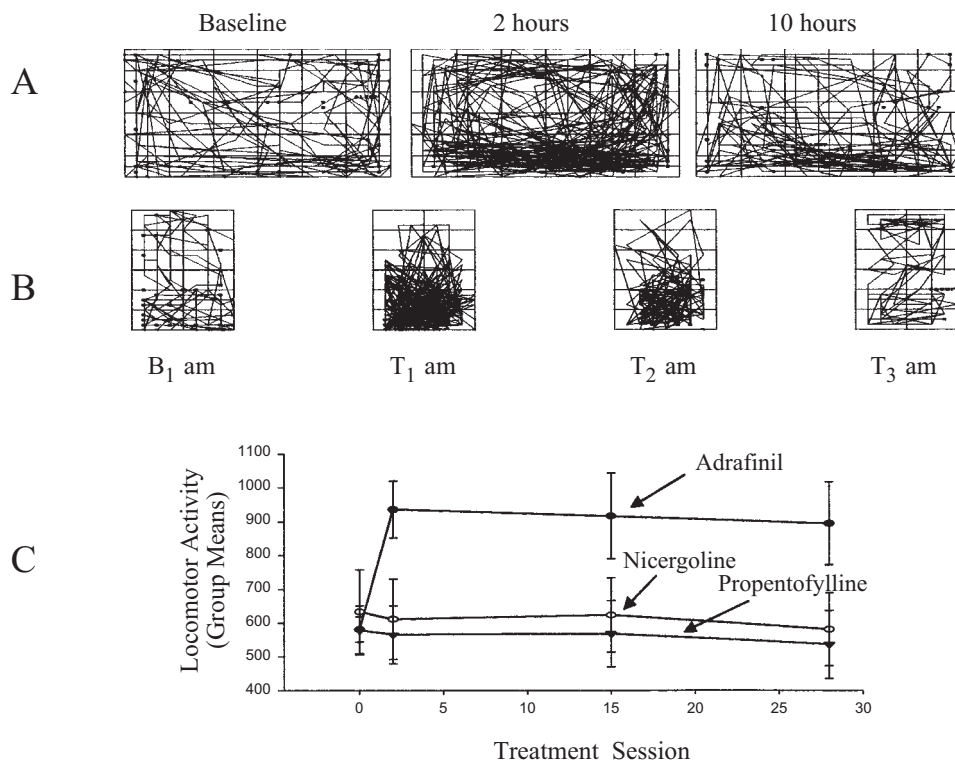 Baseline 2 hours 10 hours
A
B
B1 am T1 am T2 am T3 am
C
Locomotor Activity
(Group Means)
1100
1000
900
800
700
600
500
400
Adrafinil
Nicergoline
Propentofylline
0 5 10 15 20 25 30
Treatment Session